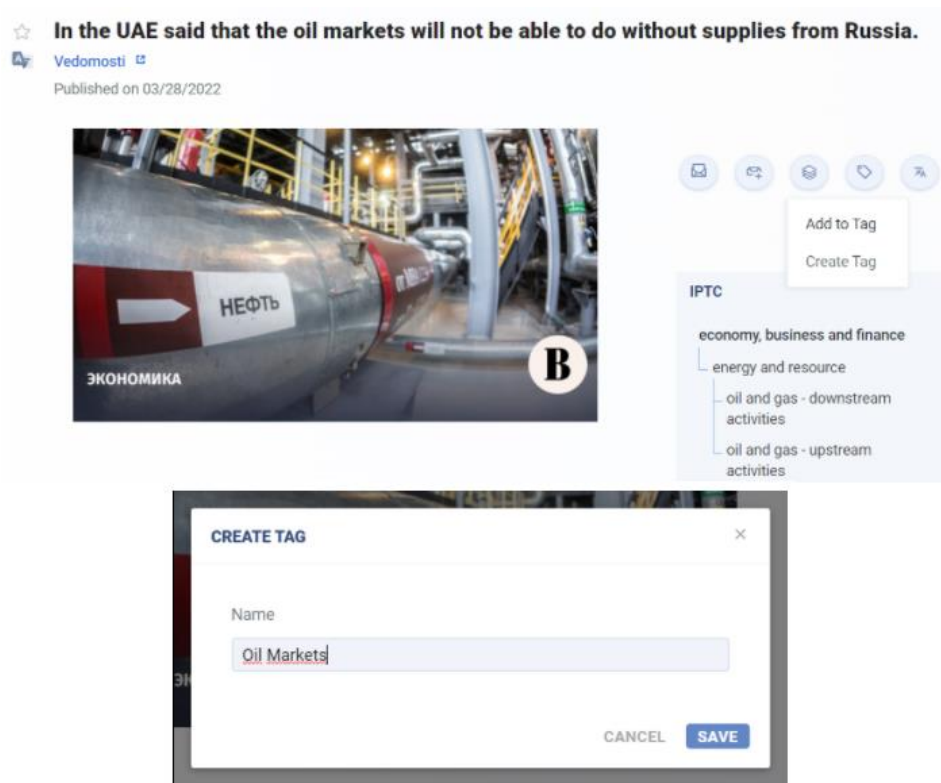 In the UAE said that the oil markets will not be able to do without supplies from Russia.
Vedomosti
Published on 03/28/2022
НЕФТЬ
ЭКОНОМИКА
B
Add to Tag
Create Tag
IPTC
economy, business and finance
energy and resource
oil and gas - downstream
activities
oil and gas - upstream
activities
CREATE TAG
Name
Oil Markets
CANCEL
SAVE